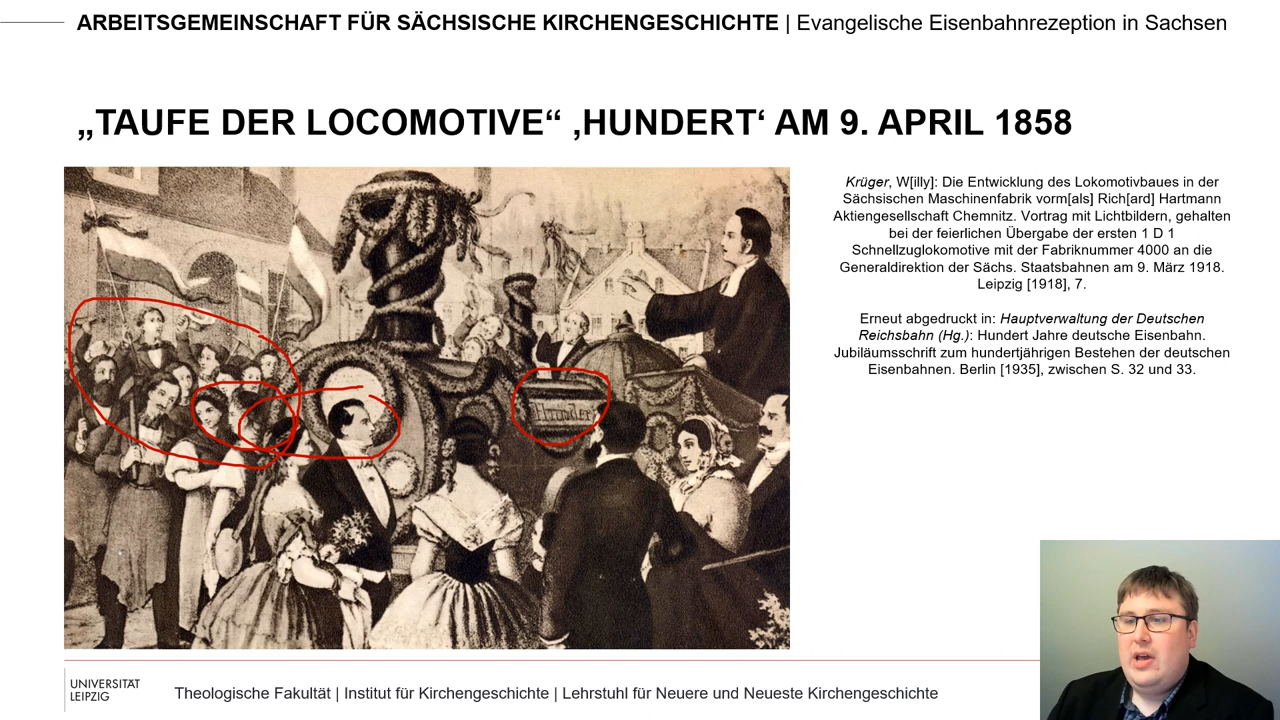 ARBEITSGEMEINSCHAFT FÜR SÄCHSISCHE KIRCHENGESCHICHTE | Evangelische Eisenbahnrezeption in Sachsen
„TAUFE DER LOCOMOTIVE“ ‚HUNDERT‘ AM 9. APRIL 1858
Krüger, W[illy]: Die Entwicklung des Lokomotivbaues in der
Sächsischen Maschinenfabrik vorm[als] Rich[ard] Hartmann
Aktiengesellschaft Chemnitz. Vortrag mit Lichtbildern, gehalten
bei der feierlichen Übergabe der ersten 1 D 1
Schnellzuglokomotive mit der Fabriknummer 4000 an die
Generaldirektion der Sächs. Staatsbahnen am 9. März 1918.
Leipzig [1918], 7.
Erneut abgedruckt in: Hauptverwaltung der Deutschen
Reichsbahn (Hg.): Hundert Jahre deutsche Eisenbahn.
Jubiläumsschrift zum hundertjährigen Bestehen der deutschen
Eisenbahnen. Berlin [1935], zwischen S. 32 und 33.
Hundert
UNIVERSITÄT
LEIPZIG
Theologische Fakultät | Institut für Kirchengeschichte | Lehrstuhl für Neuere und Neueste Kirchengeschichte